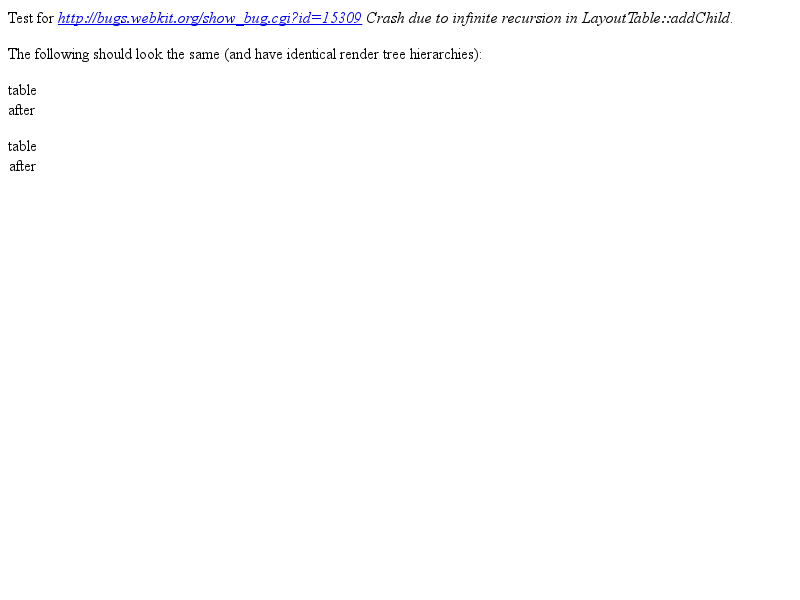 Test for http://bugs.webkit.org/show_bug.cgi?id=15309 Crash due to infinite recursion in LayoutTable::addChild.
The following should look the same (and have identical render tree hierarchies):
table
after
table
after